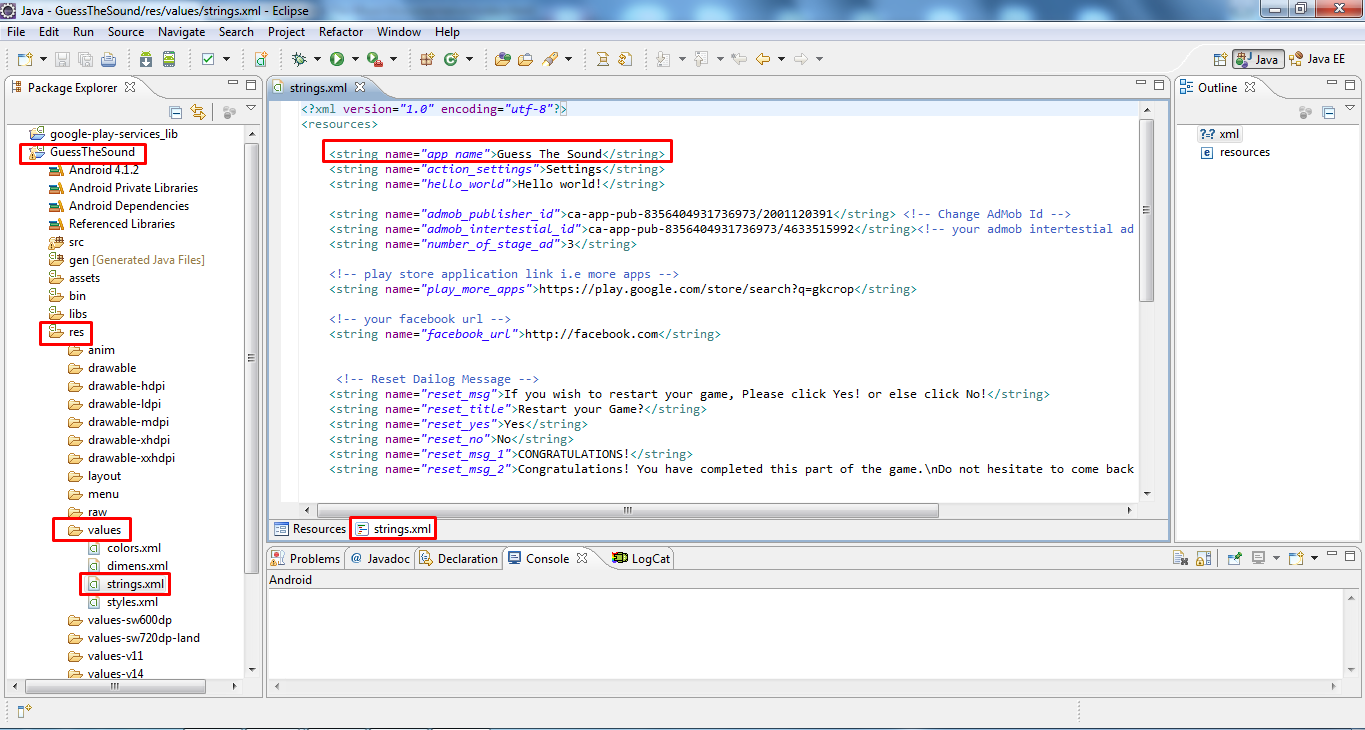 Java - GuessTheSound/res/values/strings.xml - Eclipse
File Edit Run Source Navigate Search Project Refactor Window Help
Java Java EE
Package Explorer
google-play-services_lib
GuessTheSound
Android 4.1.2
Android Private Libraries
Android Dependencies
Referenced Libraries
src
gen [Generated Java Files]
assets
bin
libs
res
anim
drawable
drawable-hdpi
drawable-ldpi
drawable-mdpi
drawable-xhdpi
drawable-xxhdpi
layout
menu
raw
values
colors.xml
dimens.xml
strings.xml
styles.xml
values-sw600dp
values-sw720dp-land
values-v11
values-v14
strings.xml
<?xml version="1.0" encoding="utf-8"?>
<resources>
<string name="app_name">Guess The Sound</string>
<string name="action_settings">Settings</string>
<string name="hello_world">Hello world!</string>
<string name="admob_publisher_id">ca-app-pub-8356404931736973/2001120391</string> <!-- Change AdMob Id -->
<string name="admob_intertestial_id">ca-app-pub-8356404931736973/4633515992</string><!-- your admob intertestial ad
<string name="number_of_stage_ad">3</string>
<!-- play store application link i.e more apps -->
<string name="play_more_apps">https://play.google.com/store/search?q=gkcrop</string>
<!-- your facebook url -->
<string name="facebook_url">http://facebook.com</string>
<!-- Reset Dailog Message -->
<string name="reset_msg">If you wish to restart your game, Please click Yes! or else click No!</string>
<string name="reset_title">Restart your Game?</string>
<string name="reset_yes">Yes</string>
<string name="reset_no">No</string>
<string name="reset_msg_1">CONGRATULATIONS!</string>
<string name="reset_msg_2">Congratulations! You have completed this part of the game.\nDo not hesitate to come back
Resources strings.xml
Outline
?-? xml
e resources
Problems @ Javadoc Declaration Console LogCat
Android